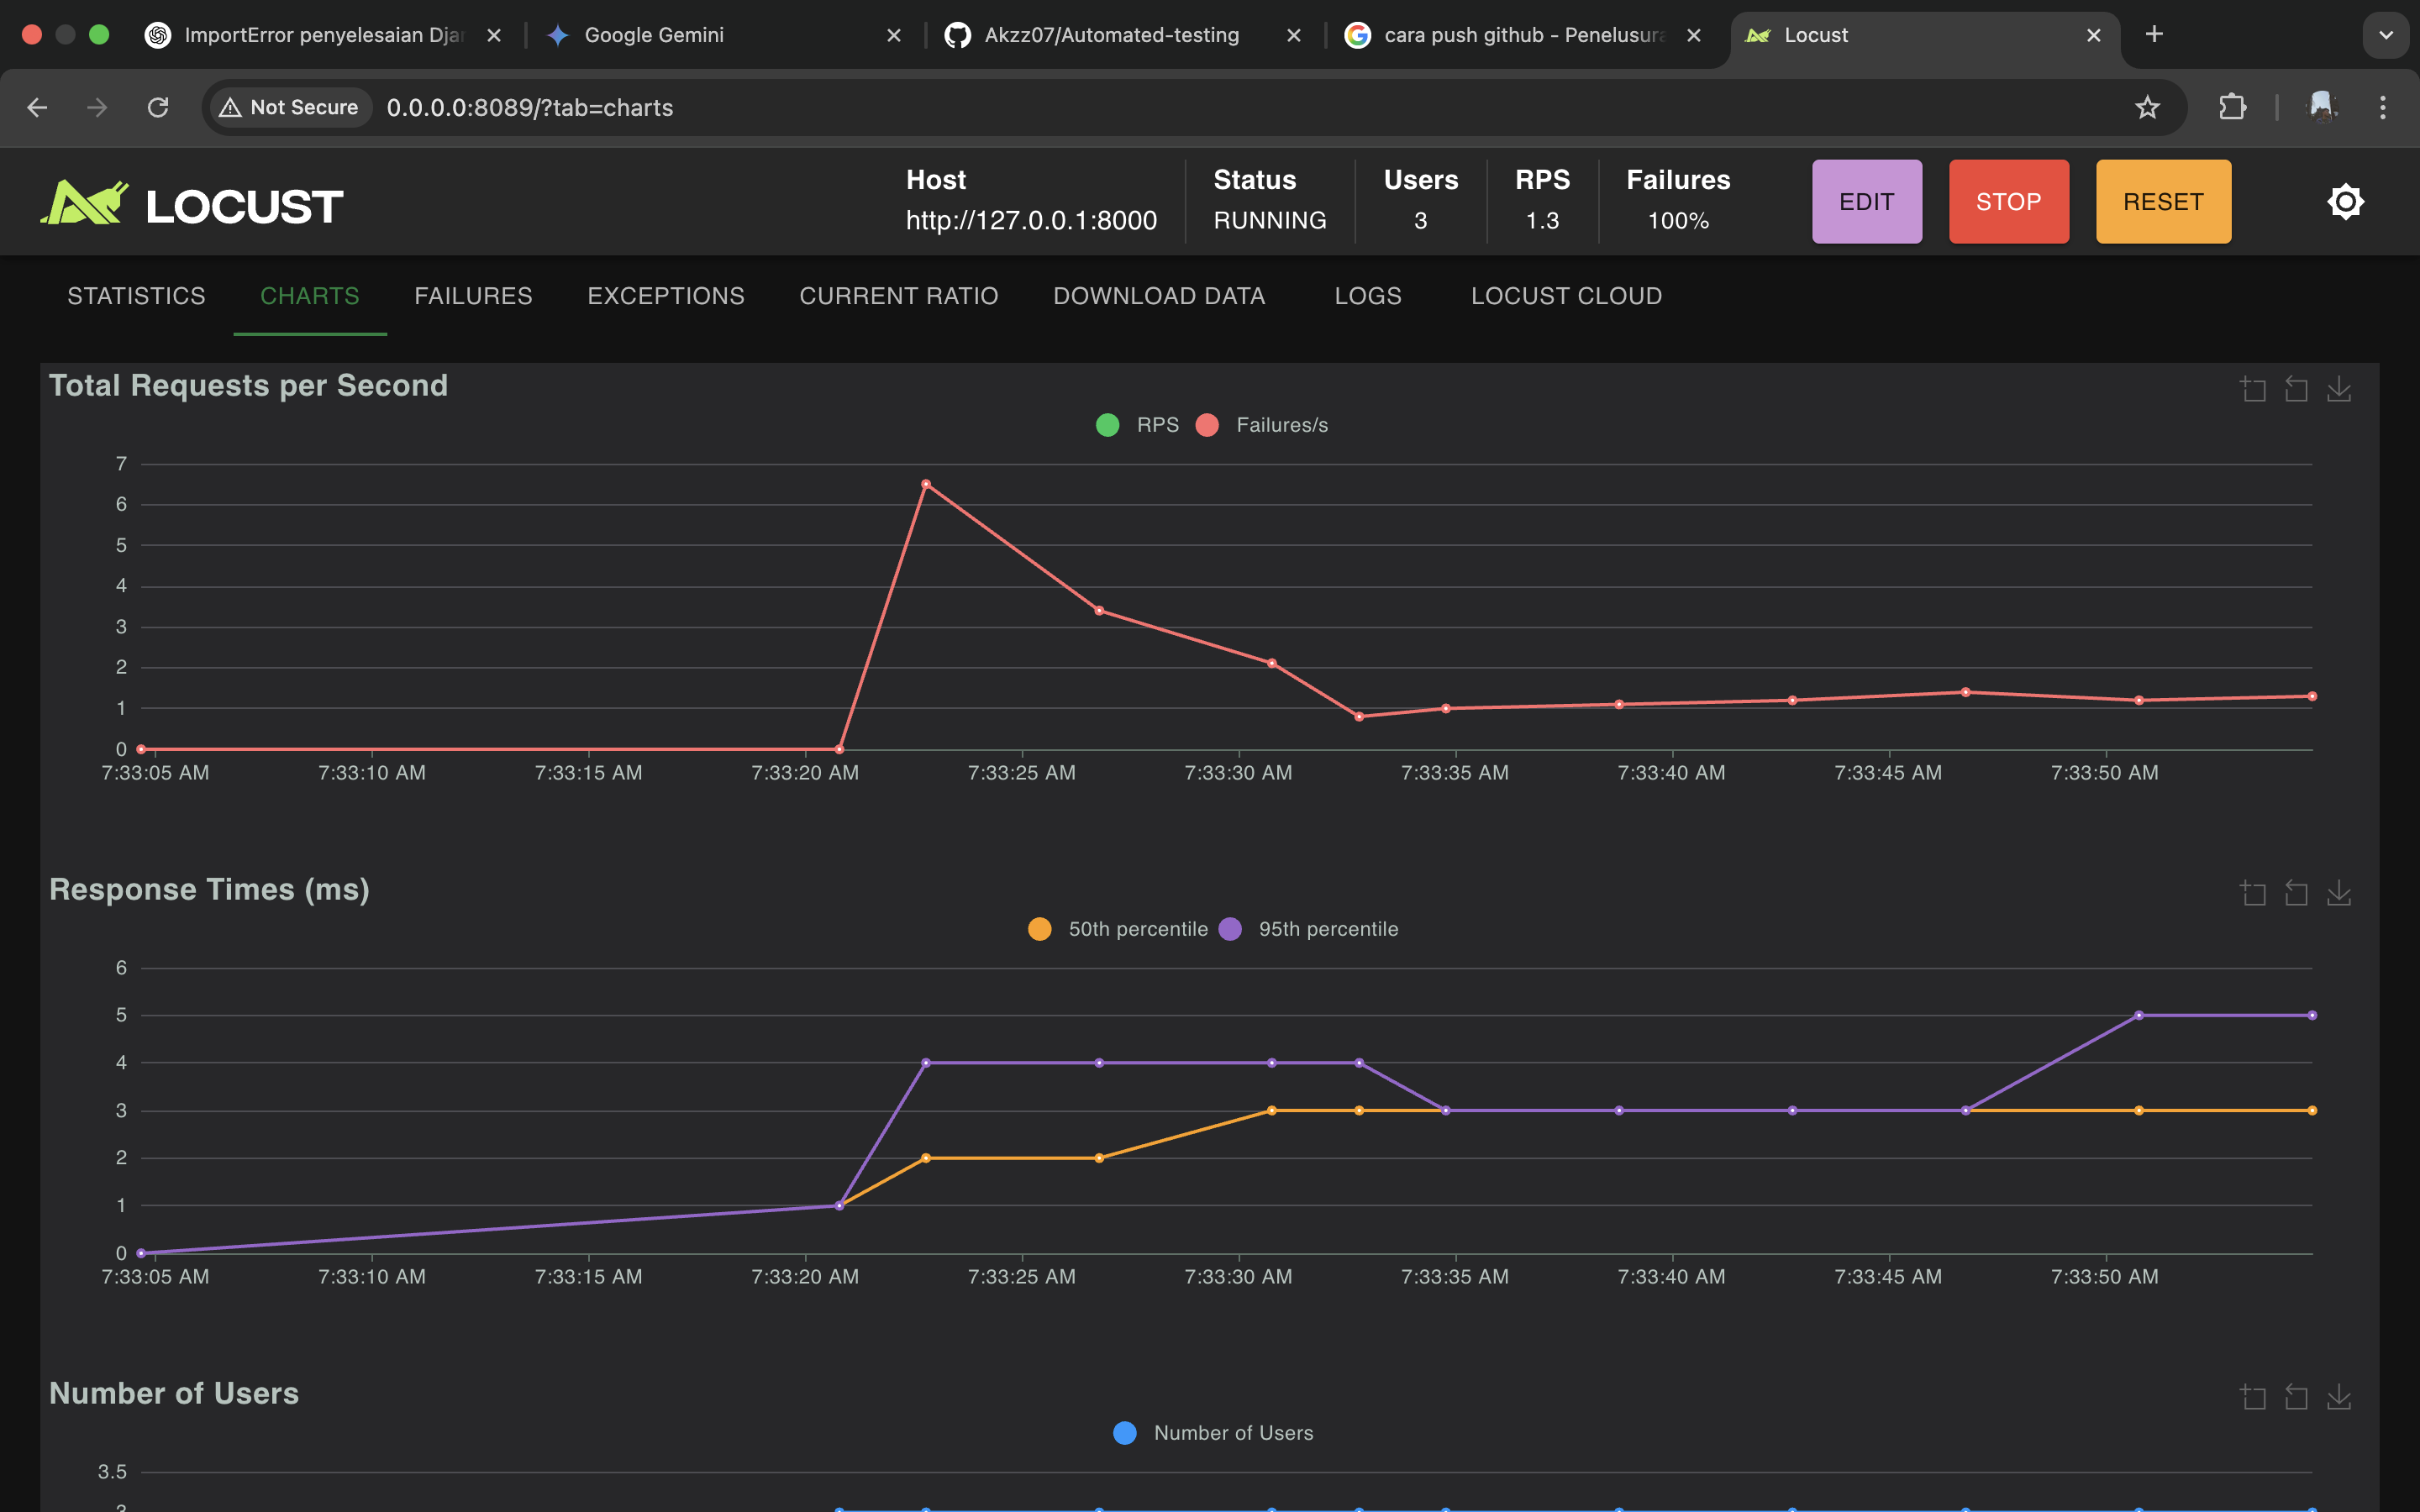 ImportError penyelesaian Djan
Google Gemini
Akzz07/Automated-testing
cara push github - Penelusura
Locust
Not Secure
0.0.0.0:8089/?tab=charts
LOCUST
Host
http://127.0.0.1:8000
Status
RUNNING
Users
3
RPS
1.3
Failures
100%
EDIT
STOP
RESET
STATISTICS
CHARTS
FAILURES
EXCEPTIONS
CURRENT RATIO
DOWNLOAD DATA
LOGS
LOCUST CLOUD
Total Requests per Second
RPS
Failures/s
7
6
5
4
3
2
1
0
7:33:05 AM
7:33:10 AM
7:33:15 AM
7:33:20 AM
7:33:25 AM
7:33:30 AM
7:33:35 AM
7:33:40 AM
7:33:45 AM
7:33:50 AM
Response Times (ms)
50th percentile
95th percentile
6
5
4
3
2
1
0
7:33:05 AM
7:33:10 AM
7:33:15 AM
7:33:20 AM
7:33:25 AM
7:33:30 AM
7:33:35 AM
7:33:40 AM
7:33:45 AM
7:33:50 AM
Number of Users
Number of Users
3.5
3